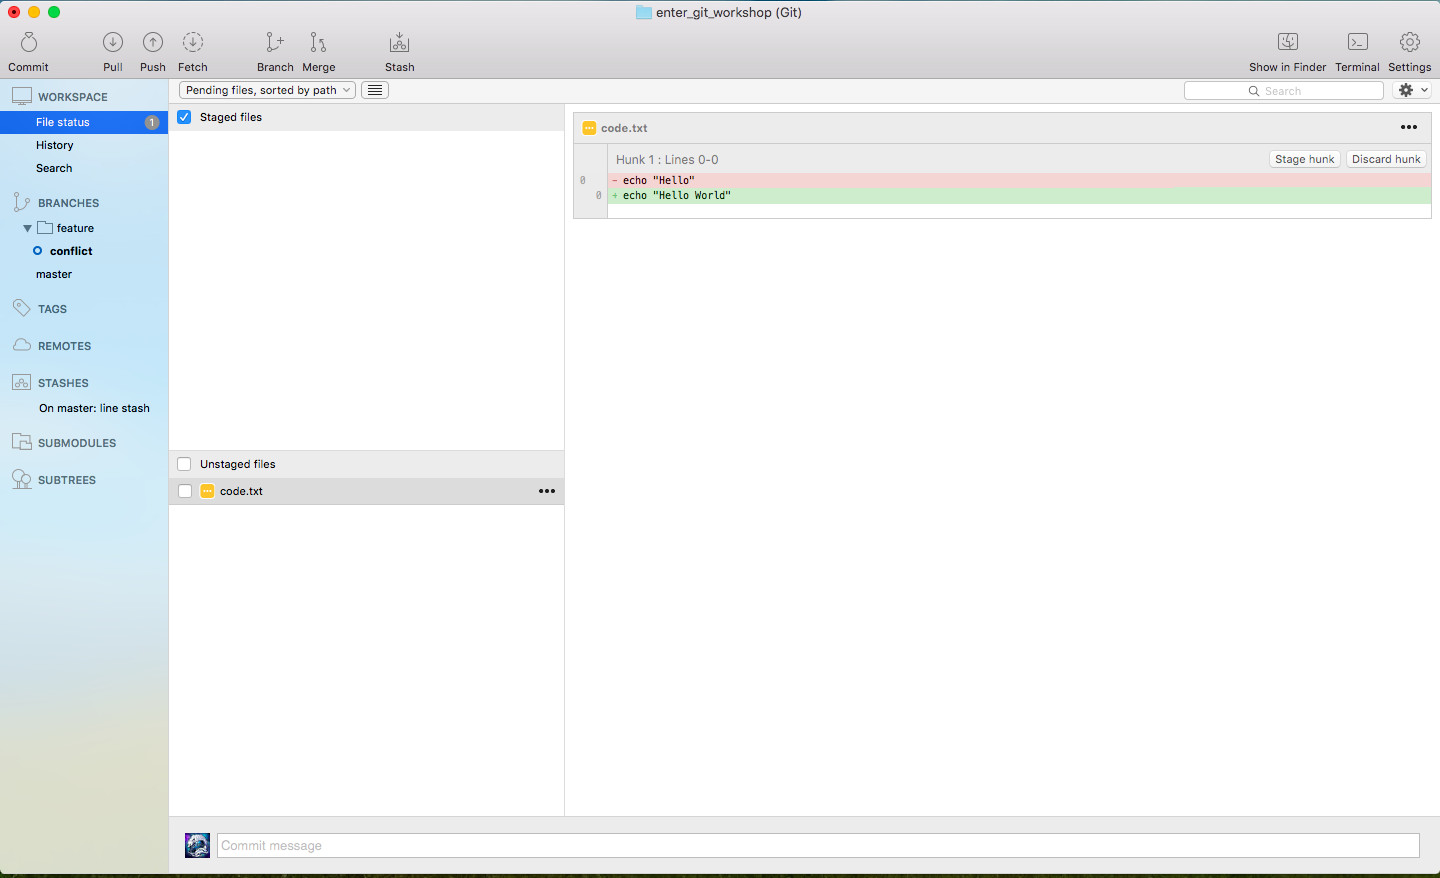 enter_git_workshop (Git)
Commit Pull Push Fetch Branch Merge Stash Show in Finder Terminal Settings
WORKSPACE
File status 1
History
Search
BRANCHES
feature
conflict
master
TAGS
REMOTES
STASHES
On master: line stash
SUBMODULES
SUBTREES
Pending files, sorted by path
Search
Staged files
Unstaged files
code.txt
code.txt
Hunk 1 : Lines 0-0
Stage hunk Discard hunk
0 - echo "Hello"
0 + echo "Hello World"
Commit message